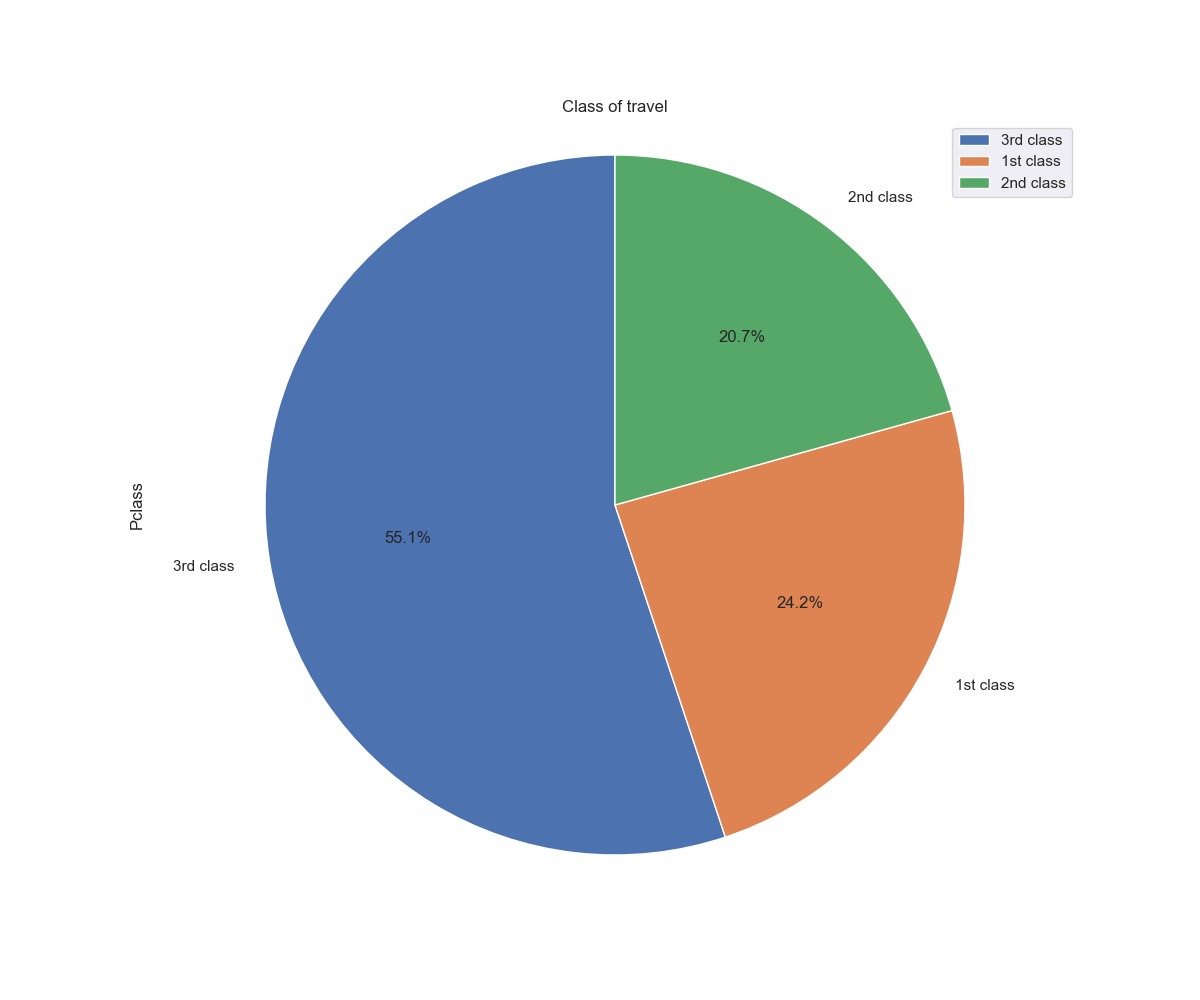 Class of travel
3rd class
1st class
2nd class
2nd class
20.7%
Pclass
55.1%
3rd class
24.2%
1st class